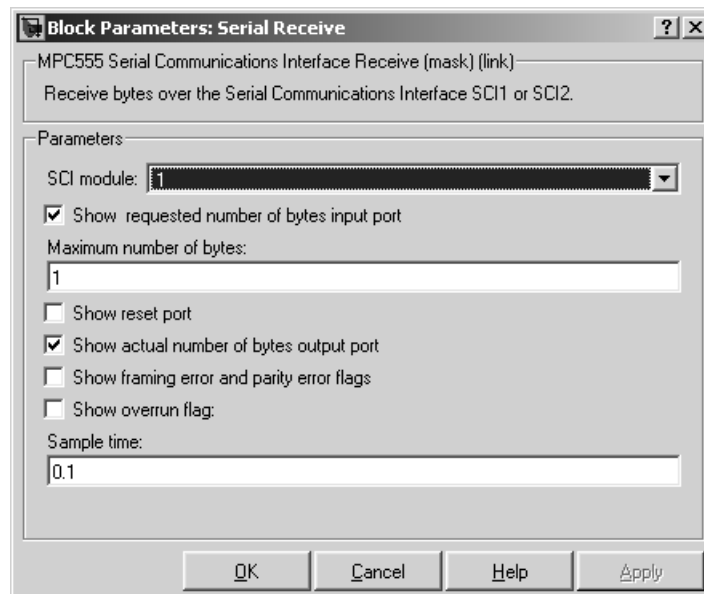 Block Parameters: Serial Receive
MPC555 Serial Communications Interface Receive (mask) (link)
Receive bytes over the Serial Communications Interface SCI1 or SCI2.
Parameters
SCI module: 1
Show requested number of bytes input port
Maximum number of bytes:
1
Show reset port
Show actual number of bytes output port
Show framing error and parity error flags
Show overrun flag:
Sample time:
0.1
OK Cancel Help Apply